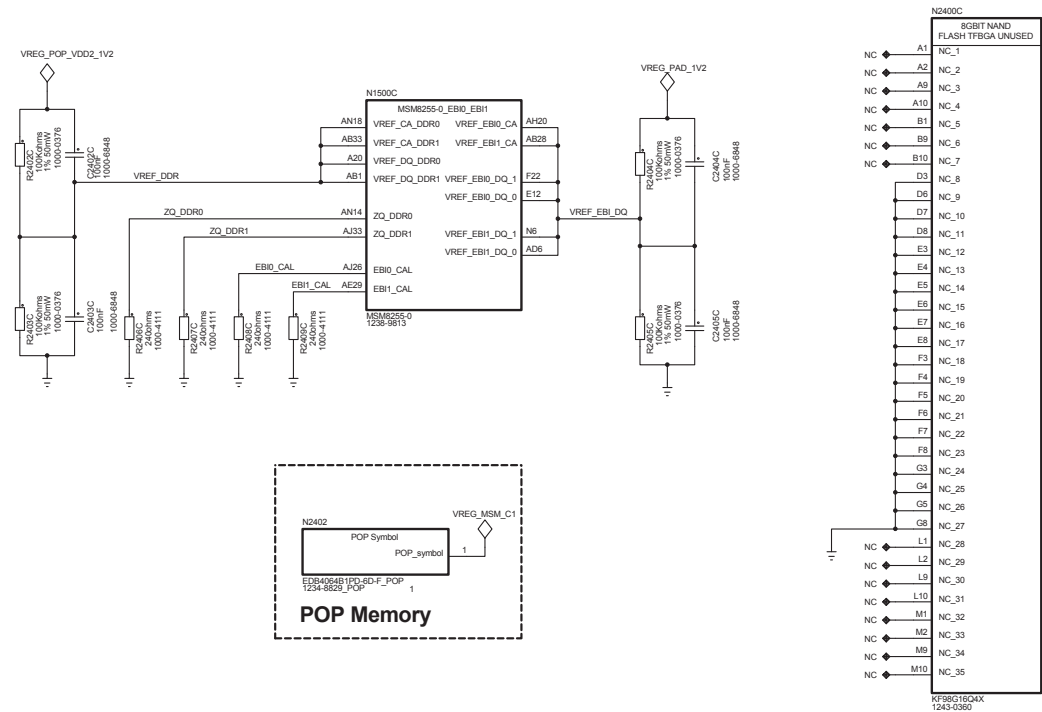 VREG_POP_VDD2_1V2
R2402C
100Kohms
1% 50mW
1000-0376
C2402C
100nF
1000-6848
VREF_DDR
R2403C
100Kohms
1% 50mW
1000-0376
C2403C
100nF
1000-6848
ZQ_DDR0
ZQ_DDR1
EBI0_CAL
EBI1_CAL
R2406C
240ohms
1000-4111
R2407C
240ohms
1000-4111
R2408C
240ohms
1000-4111
R2409C
240ohms
1000-4111
N1500C
MSM8255-0_EBI0_EBI1
AN18 VREF_CA_DDR0 VREF_EBI0_CA AH20
AB33 VREF_CA_DDR1 VREF_EBI1_CA AB28
A20 VREF_DQ_DDR0
AB1 VREF_DQ_DDR1 VREF_EBI0_DQ_1 F22
VREF_EBI0_DQ_0 E12
AN14 ZQ_DDR0
AJ33 ZQ_DDR1 VREF_EBI1_DQ_1 N6
VREF_EBI1_DQ_0 AD6
AJ26 EBI0_CAL
AE29 EBI1_CAL
MSM8255-0
1238-9813
VREG_PAD_1V2
R2404C
100Kohms
1% 50mW
1000-0376
C2404C
100nF
1000-6848
VREF_EBI_DQ
R2405C
100Kohms
1% 50mW
1000-0376
C2405C
100nF
1000-6848
N2402
POP Symbol
POP_symbol 1
VREG_MSM_C1
EDB4064B1PD-6D-F_POP
1234-8829_POP 1
POP Memory
N2400C
8GBIT NAND
FLASH TFBGA UNUSED
NC A1 NC_1
NC A2 NC_2
NC A9 NC_3
NC A10 NC_4
NC B1 NC_5
NC B9 NC_6
NC B10 NC_7
D3 NC_8
D6 NC_9
D7 NC_10
D8 NC_11
E3 NC_12
E4 NC_13
E5 NC_14
E6 NC_15
E7 NC_16
E8 NC_17
F3 NC_18
F4 NC_19
F5 NC_20
F6 NC_21
F7 NC_22
F8 NC_23
G3 NC_24
G4 NC_25
G5 NC_26
G8 NC_27
NC L1 NC_28
NC L2 NC_29
NC L9 NC_30
NC L10 NC_31
NC M1 NC_32
NC M2 NC_33
NC M9 NC_34
NC M10 NC_35
KF98G16Q4X
1243-0360